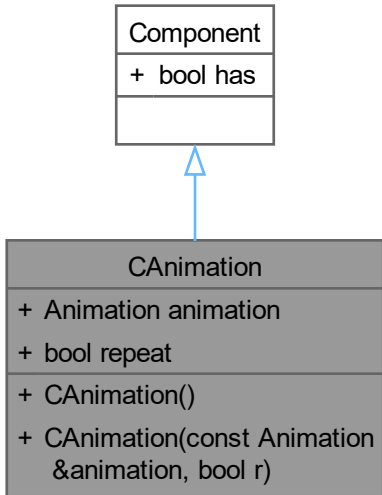 Component
+ bool has
CAnimation
+ Animation animation
+ bool repeat
+ CAnimation()
+ CAnimation(const Animation
&animation, bool r)